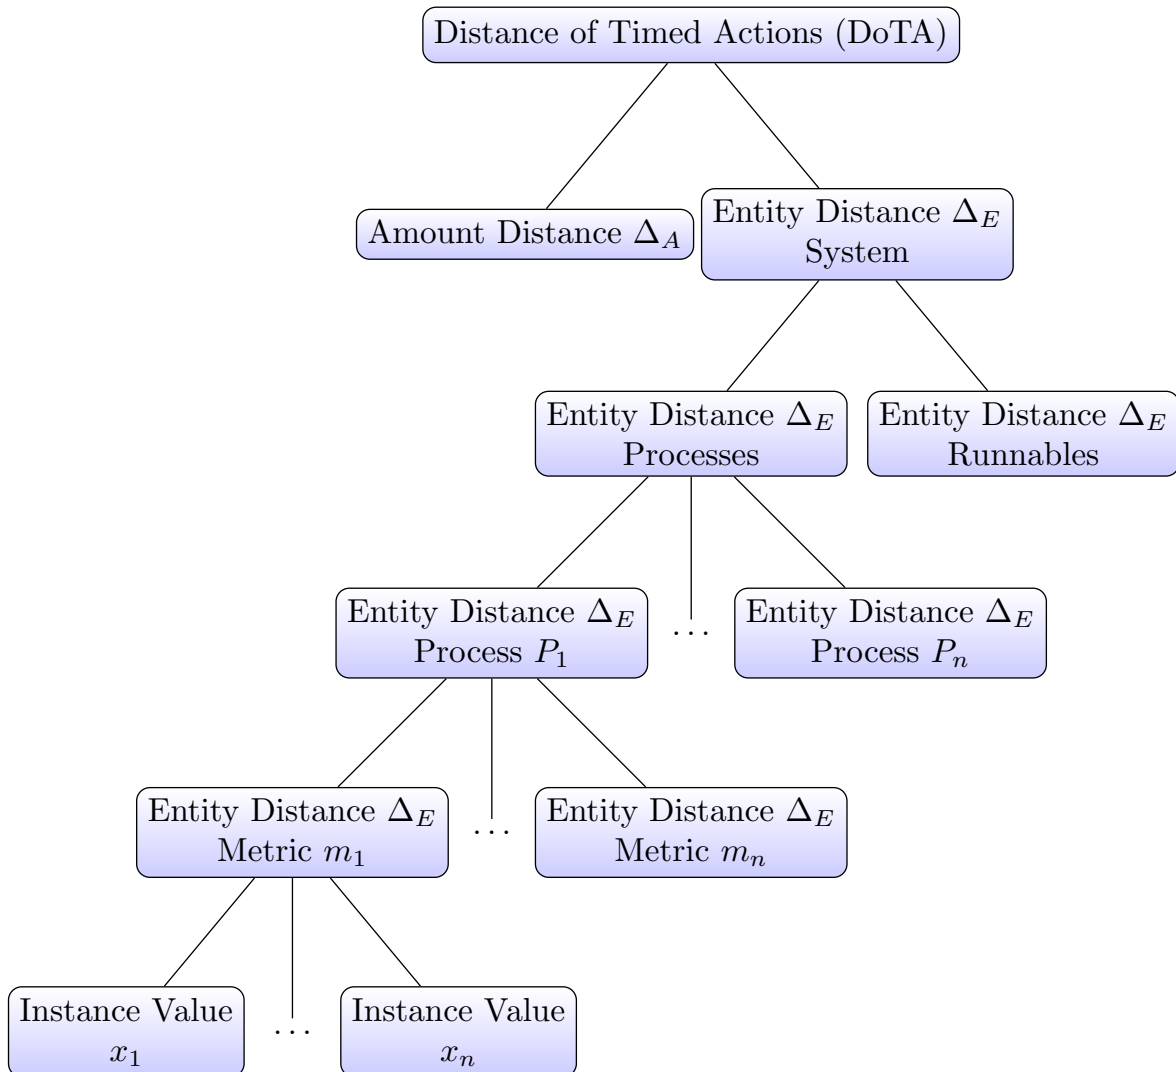 Distance of Timed Actions (DoTA)
Amount Distance Δ_A
Entity Distance Δ_E
System
Entity Distance Δ_E
Processes
Entity Distance Δ_E
Runnables
Entity Distance Δ_E
Process P_1
...
Entity Distance Δ_E
Process P_n
Entity Distance Δ_E
Metric m_1
...
Entity Distance Δ_E
Metric m_n
Instance Value
x_1
...
Instance Value
x_n